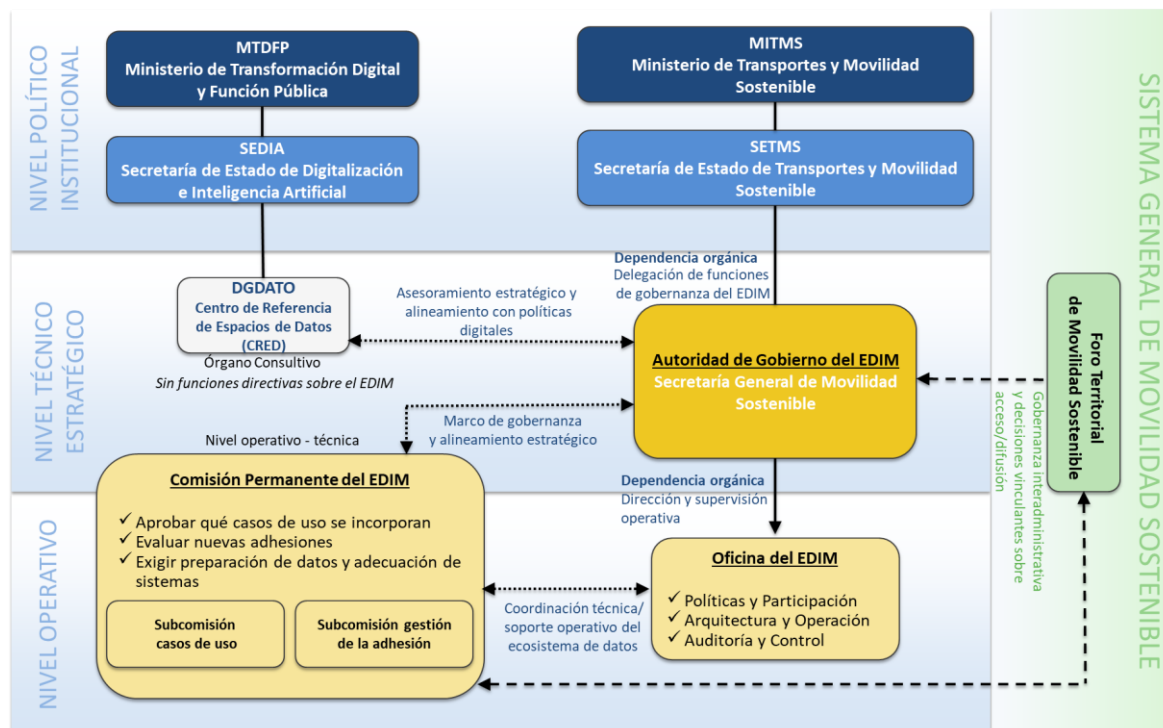 NIVEL POLÍTICO
INSTITUCIONAL
MTDFP
Ministerio de Transformación Digital
y Función Pública
MITMS
Ministerio de Transportes y Movilidad
Sostenible
SEDIA
Secretaría de Estado de Digitalización
e Inteligencia Artificial
SETMS
Secretaría de Estado de Transportes y Movilidad
Sostenible
NIVEL TÉCNICO
ESTRATÉGICO
DGDATO
Centro de Referencia
de Espacios de Datos
(CRED)
Órgano Consultivo
Sin funciones directivas sobre el EDIM
Asesoramiento estratégico y
alineamiento con políticas
digitales
Dependencia orgánica
Delegación de funciones
de gobernanza del EDIM
Autoridad de Gobierno del EDIM
Secretaría General de Movilidad
Sostenible
Marco de gobernanza
y alineamiento estratégico
Nivel operativo - técnica
Comisión Permanente del EDIM
✓ Aprobar qué casos de uso se incorporan
✓ Evaluar nuevas adhesiones
✓ Exigir preparación de datos y adecuación de
sistemas
Subcomisión
casos de uso
Subcomisión gestión
de la adhesión
NIVEL OPERATIVO
Dependencia orgánica
Dirección y supervisión
operativa
Coordinación técnica/
soporte operativo del
ecosistema de datos
Oficina del EDIM
✓ Políticas y Participación
✓ Arquitectura y Operación
✓ Auditoría y Control
Foro Territorial
de Movilidad Sostenible
Gobernanza interadministrativa
y decisiones vinculantes sobre
acceso/difusión
SISTEMA GENERAL DE MOVILIDAD SOSTENIBLE